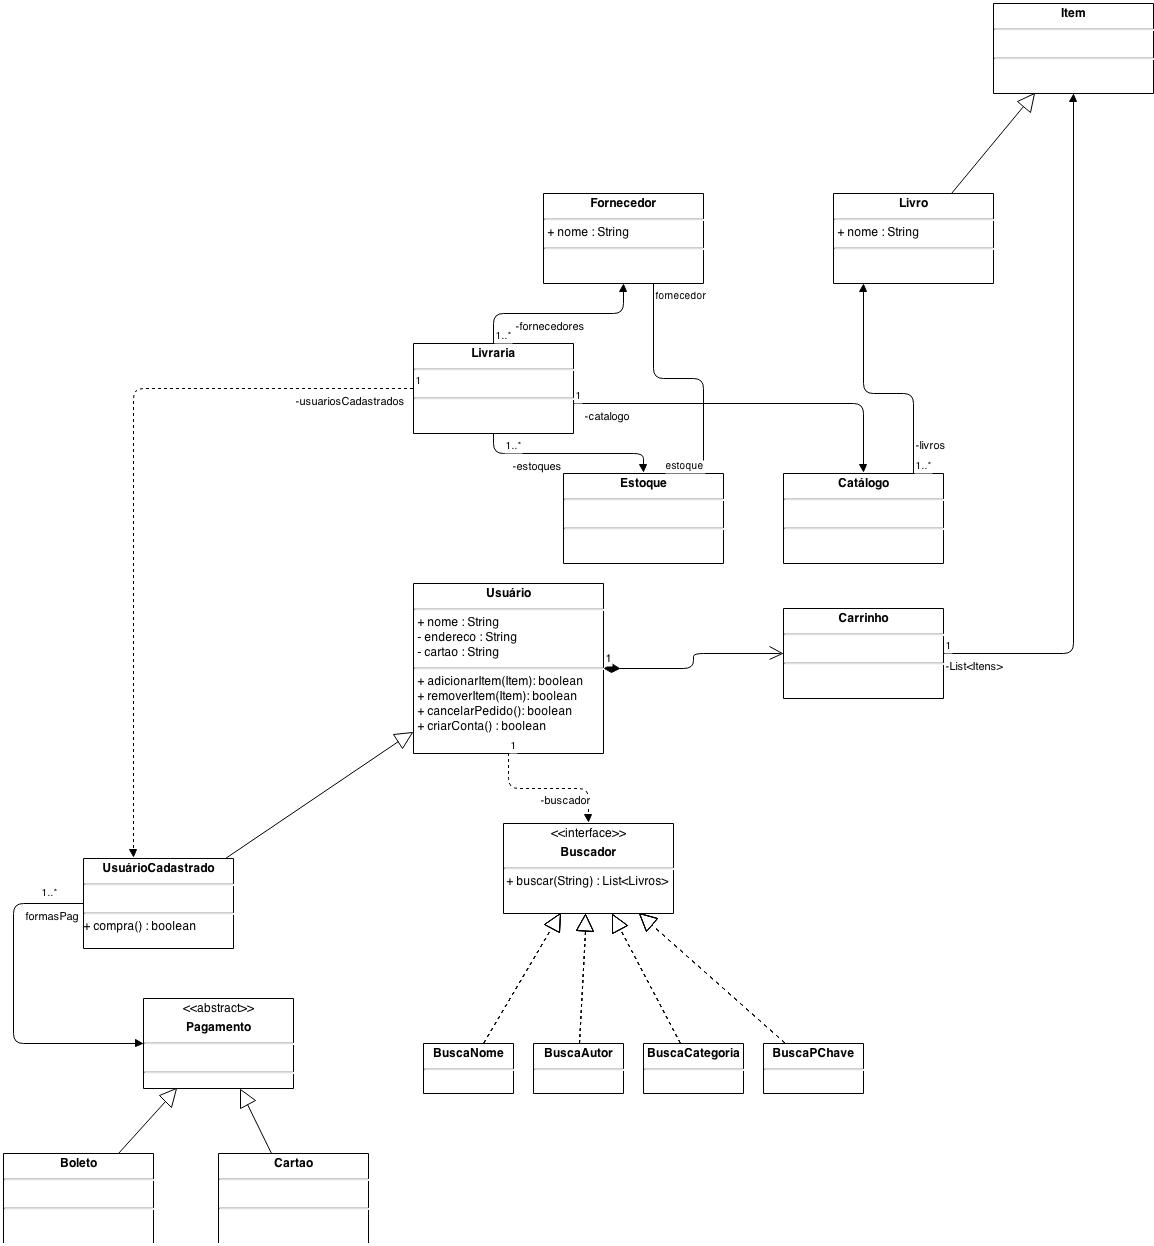 Item
Fornecedor
+ nome : String
Livro
+ nome : String
fornecedor
-fornecedores
1..*
Livraria
1
1
-usuariosCadastrados
-catalogo
1..*
-estoques
estoque
-livros
1..*
Estoque
Catálogo
Usuário
+ nome : String
- endereco : String
- cartao : String
+ adicionarItem(Item): boolean
+ removerItem(Item): boolean
+ cancelarPedido(): boolean
+ criarConta() : boolean
1
1
Carrinho
1
-List<Itens>
-buscador
<<interface>>
Buscador
+ buscar(String) : List<Livros>
UsuárioCadastrado
+ compra() : boolean
1..*
formasPag
<<abstract>>
Pagamento
BuscaNome
BuscaAutor
BuscaCategoria
BuscaPChave
Boleto
Cartao